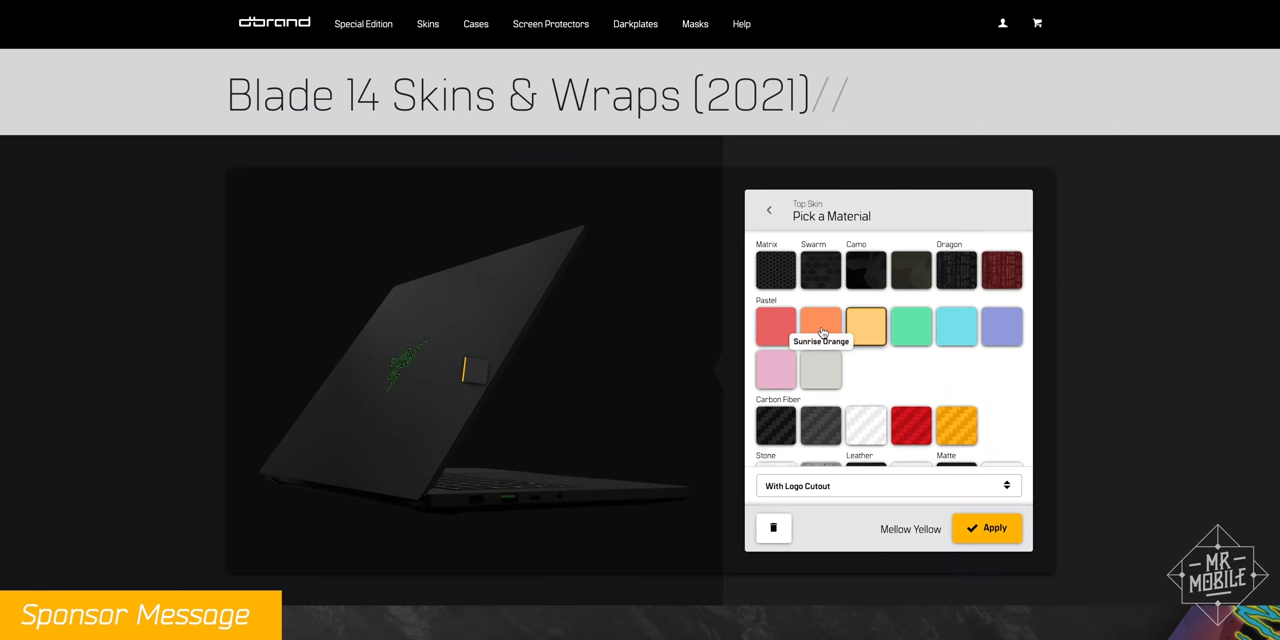 dbrand
Special Edition
Skins
Cases
Screen Protectors
Darkplates
Masks
Help
Blade 14 Skins & Wraps (2021)//
Top Skin
Pick a Material
Matrix
Swarm
Camo
Dragon
Pastel
Sunrise Orange
Carbon Fiber
Stone
Leather
Matte
With Logo Cutout
Mellow Yellow
Apply
MR
MOBILE
Sponsor Message